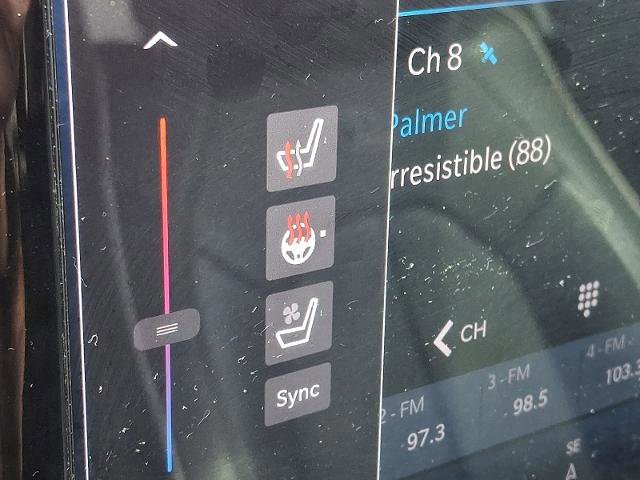 Ch 8
Palmer
rresistible (88)
CH
Sync
2 - FM
97.3
3 - FM
98.5
4 - FM
103.3
SE
A